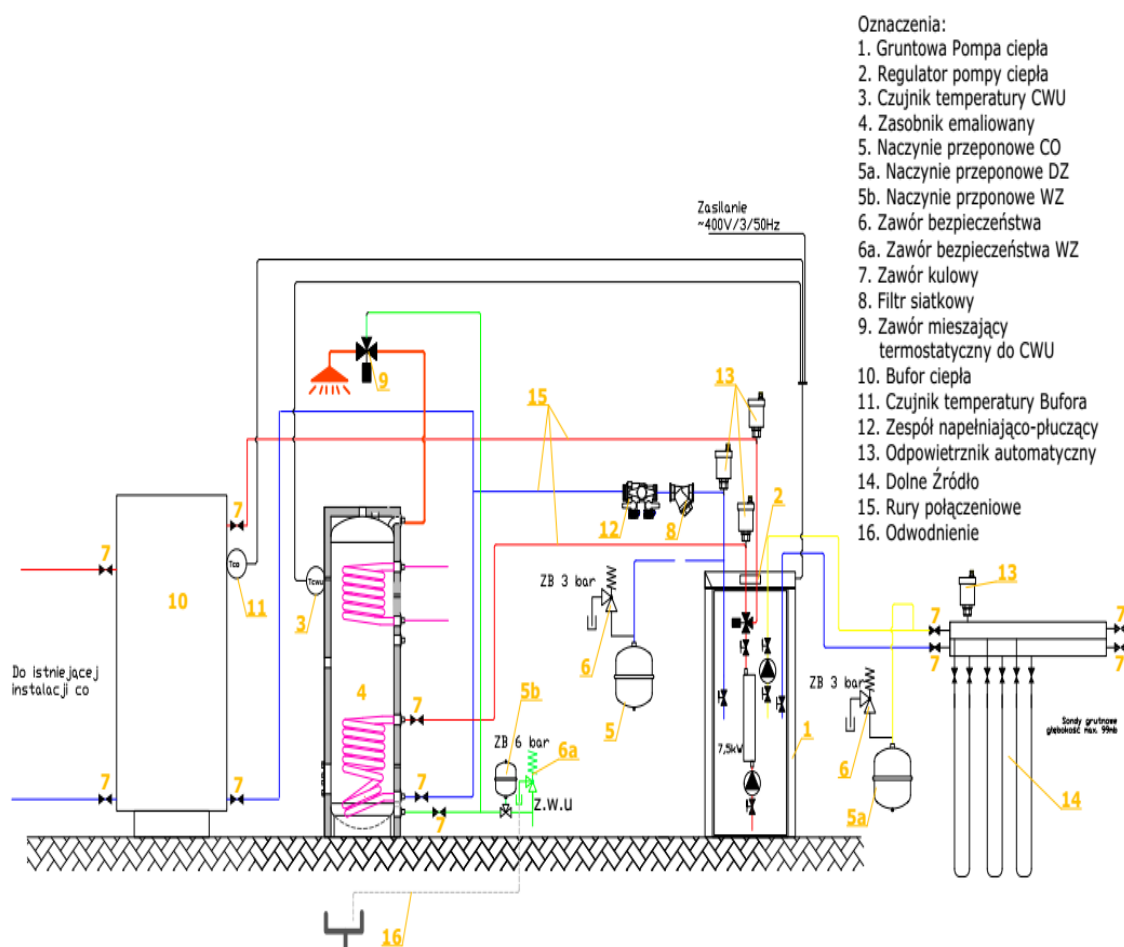 Oznaczenia:
1. Gruntowa Pompa ciepła
2. Regulator pompy ciepła
3. Czujnik temperatury CWU
4. Zasobnik emaliowany
5. Naczynie przeponowe CO
5a. Naczynie przeponowe DZ
5b. Naczynie przponowe WZ
6. Zawór bezpieczeństwa
6a. Zawór bezpieczeństwa WZ
7. Zawór kulowy
8. Filtr siatkowy
9. Zawór mieszający
termostatyczny do CWU
10. Bufor ciepła
11. Czujnik temperatury Bufora
12. Zespół napełniająco-płuczący
13. Odpowietrznik automatyczny
14. Dolne Źródło
15. Rury połączeniowe
16. Odwodnienie
Zasilanie
~400V/3/50Hz
9
13
15
7
12
8
2
7
Tco
11
Tcwu
3
10
ZB 3 bar
6
5
13
7
7
7
7
Do istniejącej
instalacji co
4
7
5b
ZB 6 bar
6a
z.w.u
7
7
7
7
7,5kW
1
ZB 3 bar
6
5a
Sondy grutnowe
głębokość max. 99mb
14
16